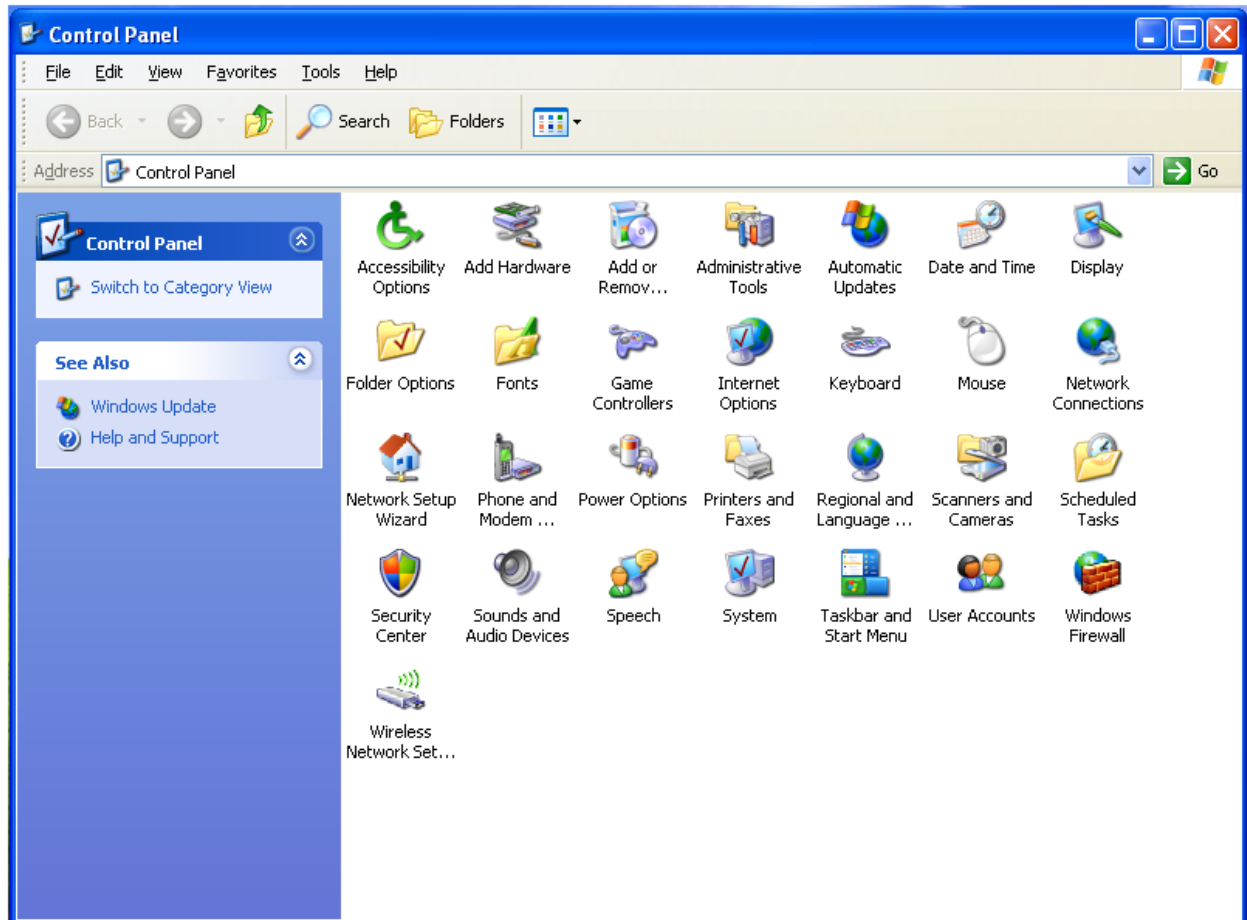 Control Panel
File Edit View Favorites Tools Help
Back Search Folders
Address Control Panel Go
Control Panel
Switch to Category View
See Also
Windows Update
Help and Support
Accessibility Options
Add Hardware
Add or Remov...
Administrative Tools
Automatic Updates
Date and Time
Display
Folder Options
Fonts
Game Controllers
Internet Options
Keyboard
Mouse
Network Connections
Network Setup Wizard
Phone and Modem ...
Power Options
Printers and Faxes
Regional and Language ...
Scanners and Cameras
Scheduled Tasks
Security Center
Sounds and Audio Devices
Speech
System
Taskbar and Start Menu
User Accounts
Windows Firewall
Wireless Network Set...